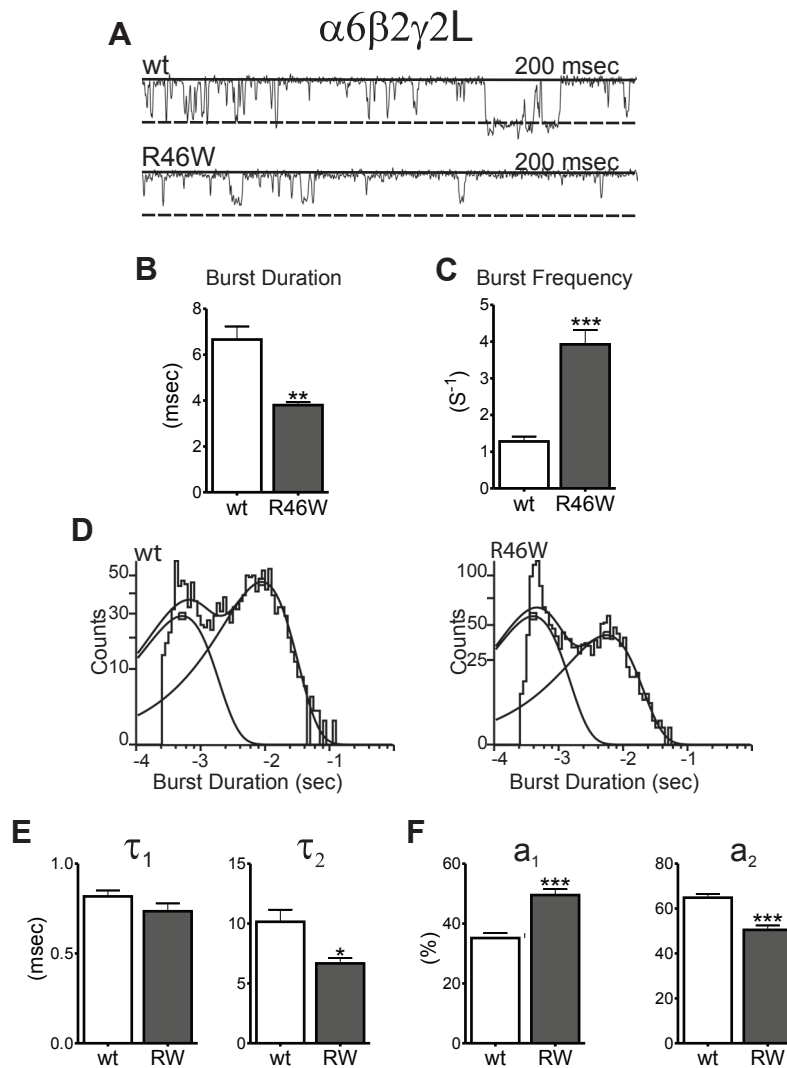 α6β2γ2L
A
wt
200 msec
R46W
200 msec
B
Burst Duration
8
6
4
2
0
(msec)
**
wt
R46W
C
Burst Frequency
5
4
3
2
1
0
(S⁻¹)
***
wt
R46W
D
wt
50
30
10
0
Counts
-4
-3
-2
-1
Burst Duration (sec)
R46W
100
50
25
0
Counts
-4
-3
-2
-1
Burst Duration (sec)
E
τ₁
1.0
0.5
0.0
(msec)
wt
RW
τ₂
15
10
5
0
*
wt
RW
F
a₁
60
40
20
0
(%)
***
wt
RW
a₂
80
60
40
20
0
***
wt
RW